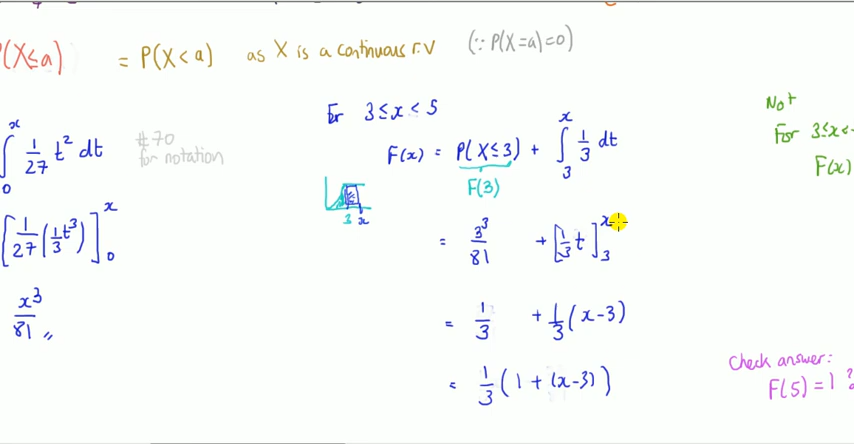 P(X≤a) = P(X<a) as X is a continuous r.v (∵ P(X=a)=0)
∫₀ˣ 1/27 t² dt
#70
for notation
[1/27 (1/3 t³)]₀ˣ
x³/81 //
For 3≤x<5
F(x) = P(X≤3) + ∫₃ˣ 1/3 dt
F(3)
3 x
= 3³/81 + [1/3 t]₃ˣ
= 1/3 + 1/3 (x-3)
= 1/3 (1 + (x-3))
Not
For 3≤x<
F(x)
Check answer:
F(5)=1?